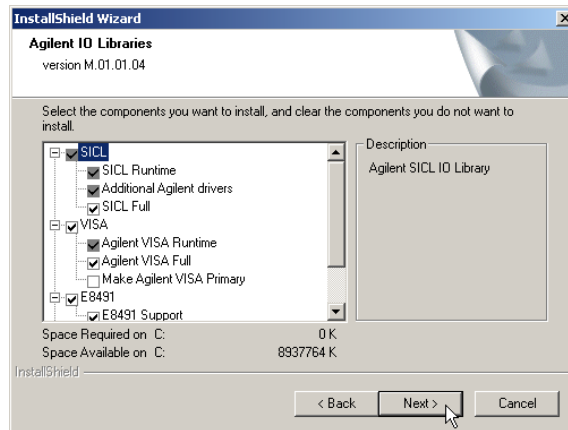 InstallShield Wizard
Agilent IO Libraries
version M.01.01.04
Select the components you want to install, and clear the components you do not want to
install.
SICL
SICL Runtime
Additional Agilent drivers
SICL Full
VISA
Agilent VISA Runtime
Agilent VISA Full
Make Agilent VISA Primary
E8491
E8491 Support
Description
Agilent SICL IO Library
Space Required on C: 0 K
Space Available on C: 8937764 K
InstallShield
< Back Next > Cancel